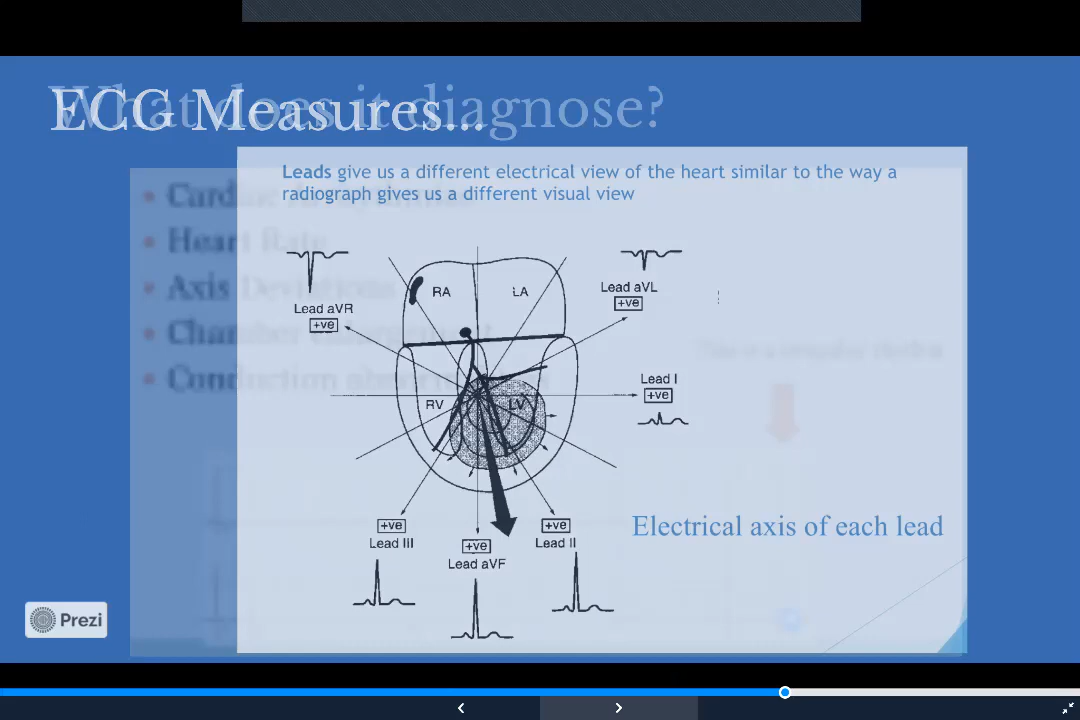 What does it diagnose?
ECG Measures...
Leads give us a different electrical view of the heart similar to the way a
radiograph gives us a different visual view
• Cardiac
• Heart Rate
• Axis Deviations
• Chamber
• Conduction
RA
LA
Lead aVR
+ve
Lead aVL
+ve
Lead I
+ve
RV
LV
+ve
Lead III
+ve
Lead aVF
+ve
Lead II
Electrical axis of each lead
Prezi